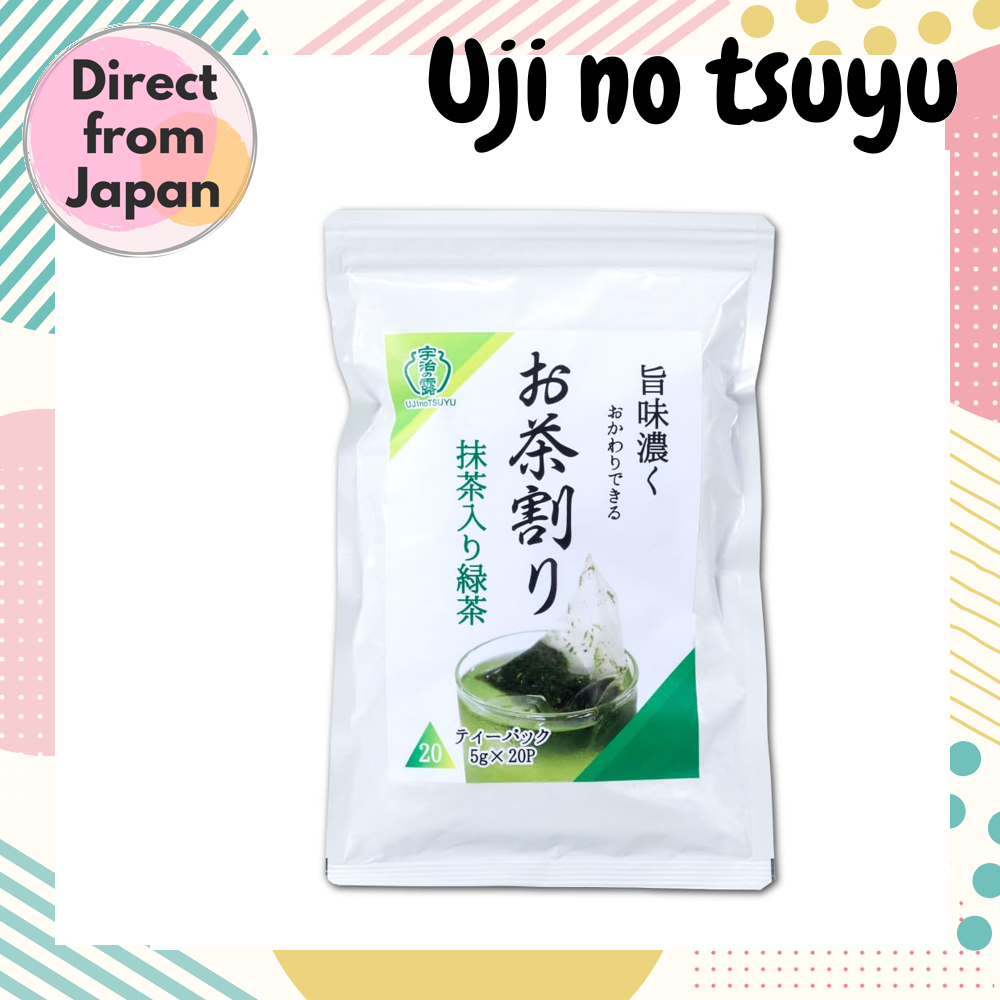 Direct
from
Japan
Uji no tsuyu
宇治の露
UJInoTSUYU
旨味濃く
おかわりできる
お茶割り
抹茶入り緑茶
20
ティーパック
5g×20P